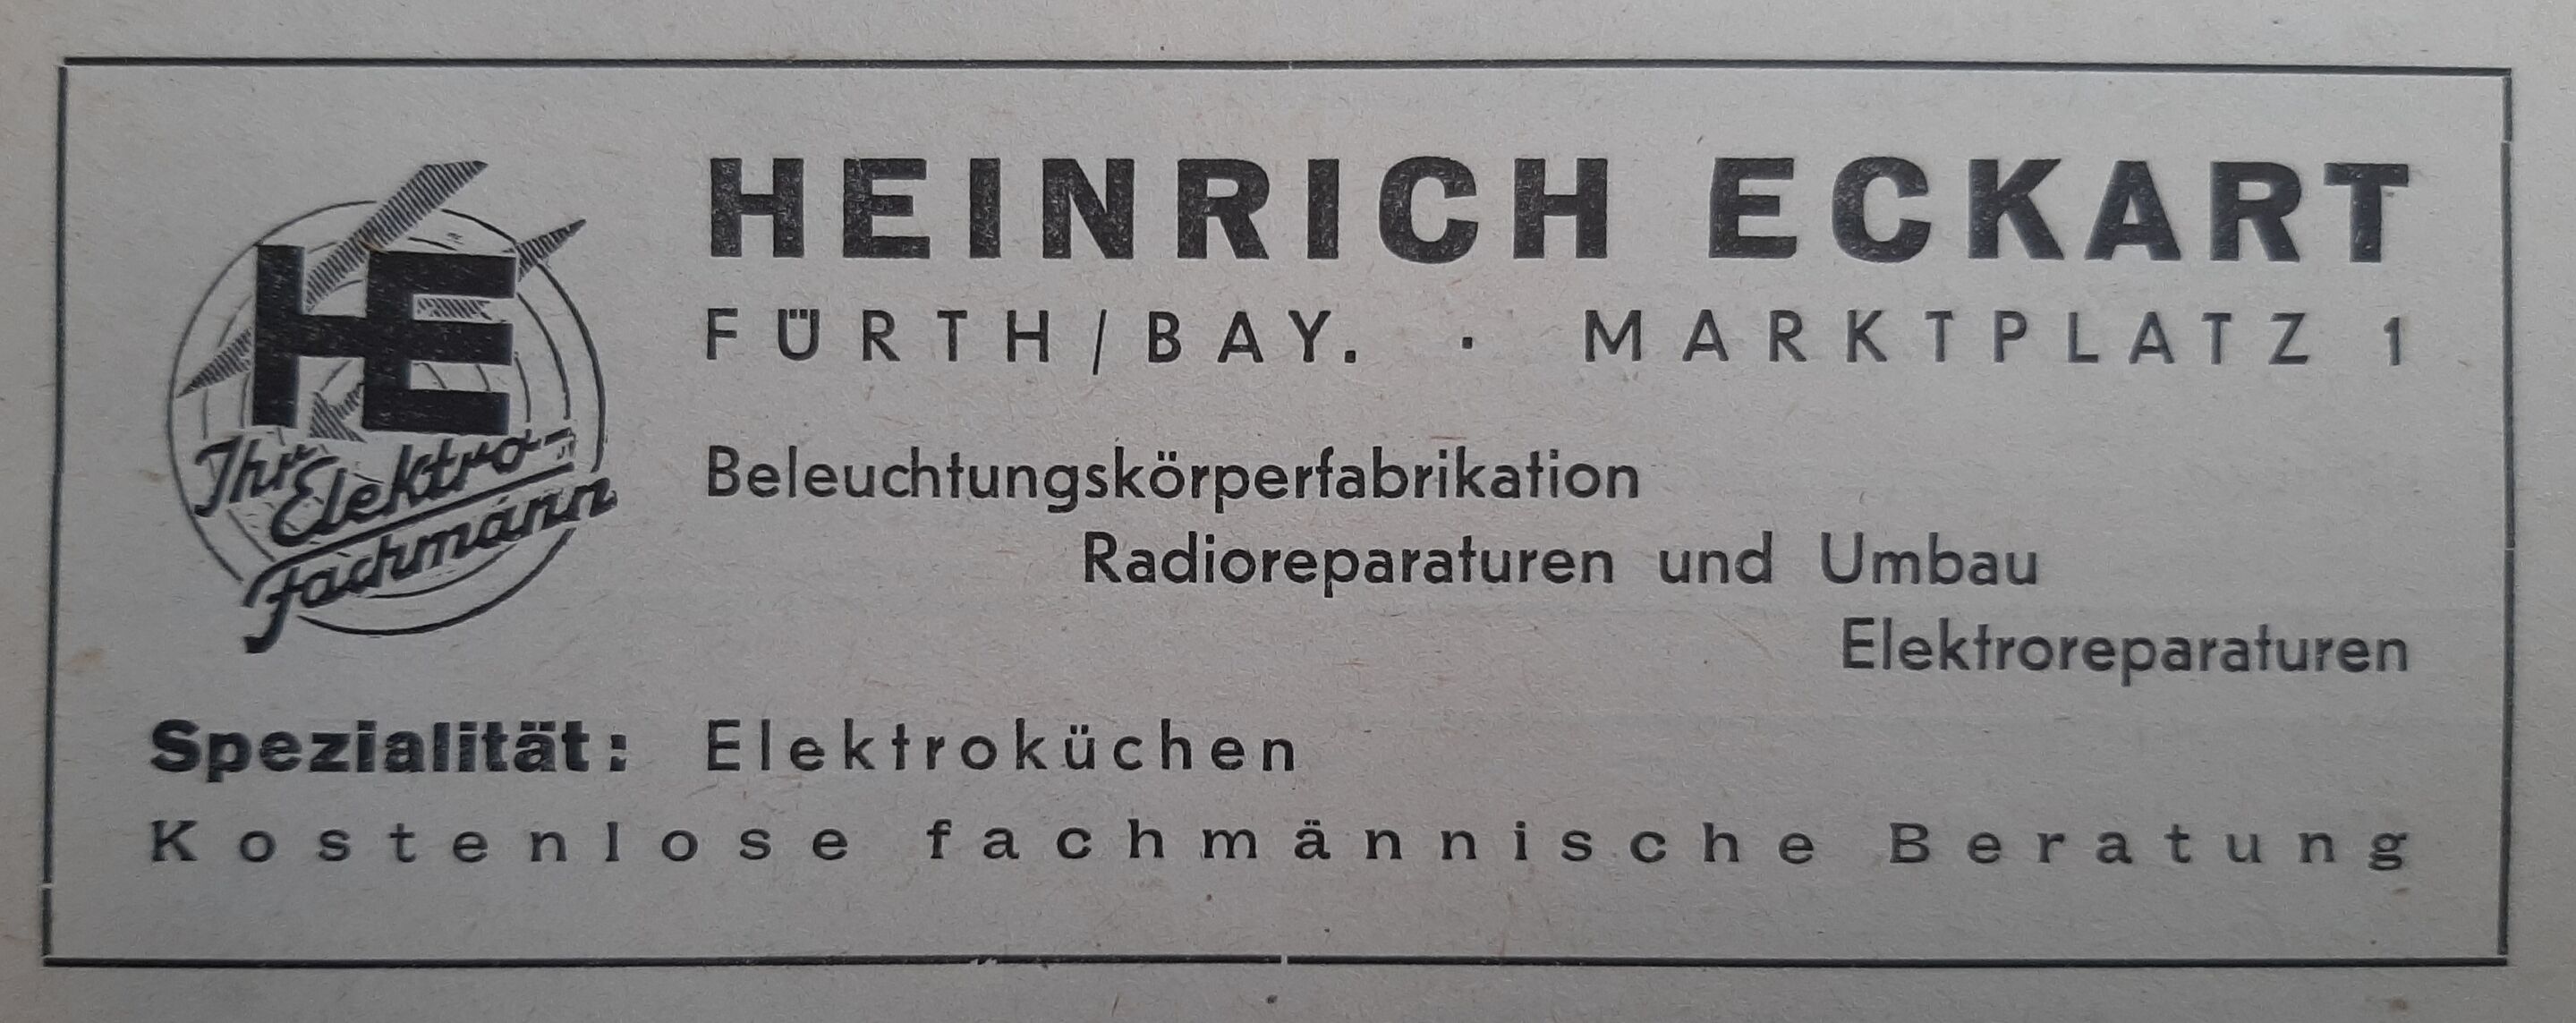 HE
Ihr Elektro-
Fachmann
HEINRICH ECKART
FÜRTH/BAY. · MARKTPLATZ 1
Beleuchtungskörperfabrikation
Radioreparaturen und Umbau
Elektroreparaturen
Spezialität: Elektroküchen
Kostenlose fachmännische Beratung